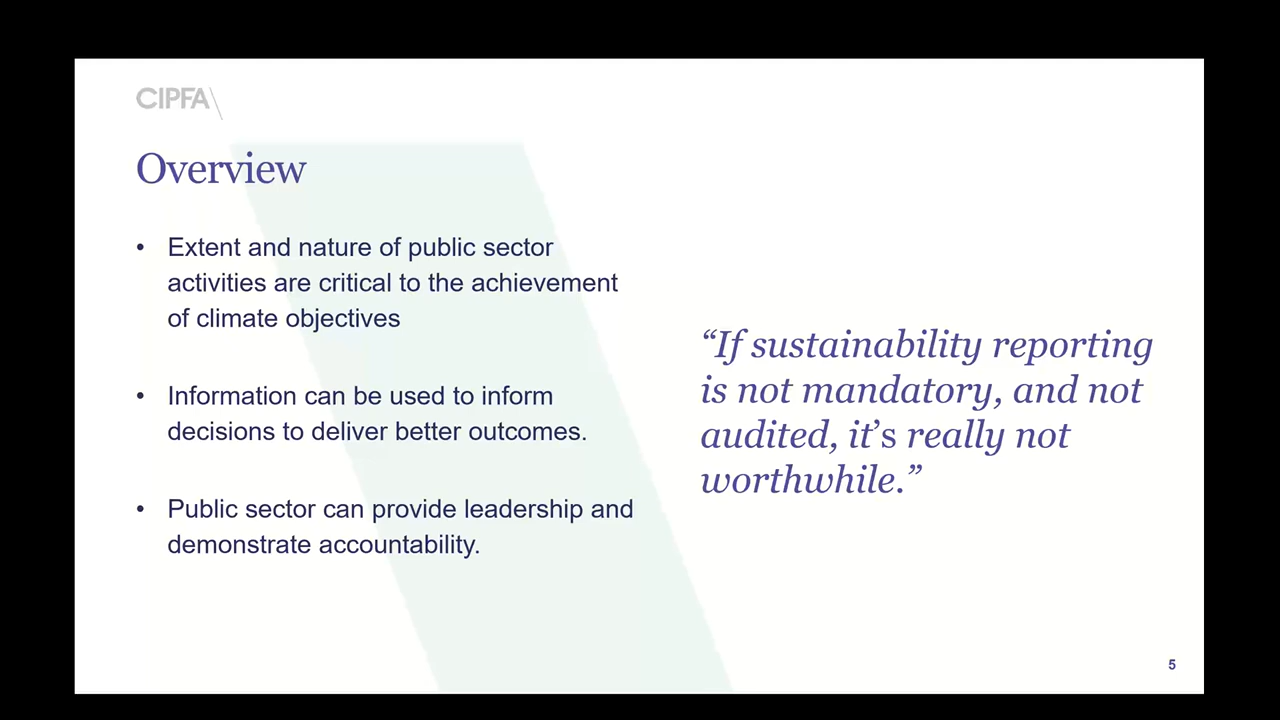 CIPFA
Overview
• Extent and nature of public sector
activities are critical to the achievement
of climate objectives
• Information can be used to inform
decisions to deliver better outcomes.
• Public sector can provide leadership and
demonstrate accountability.
“If sustainability reporting
is not mandatory, and not
audited, it’s really not
worthwhile.”
5